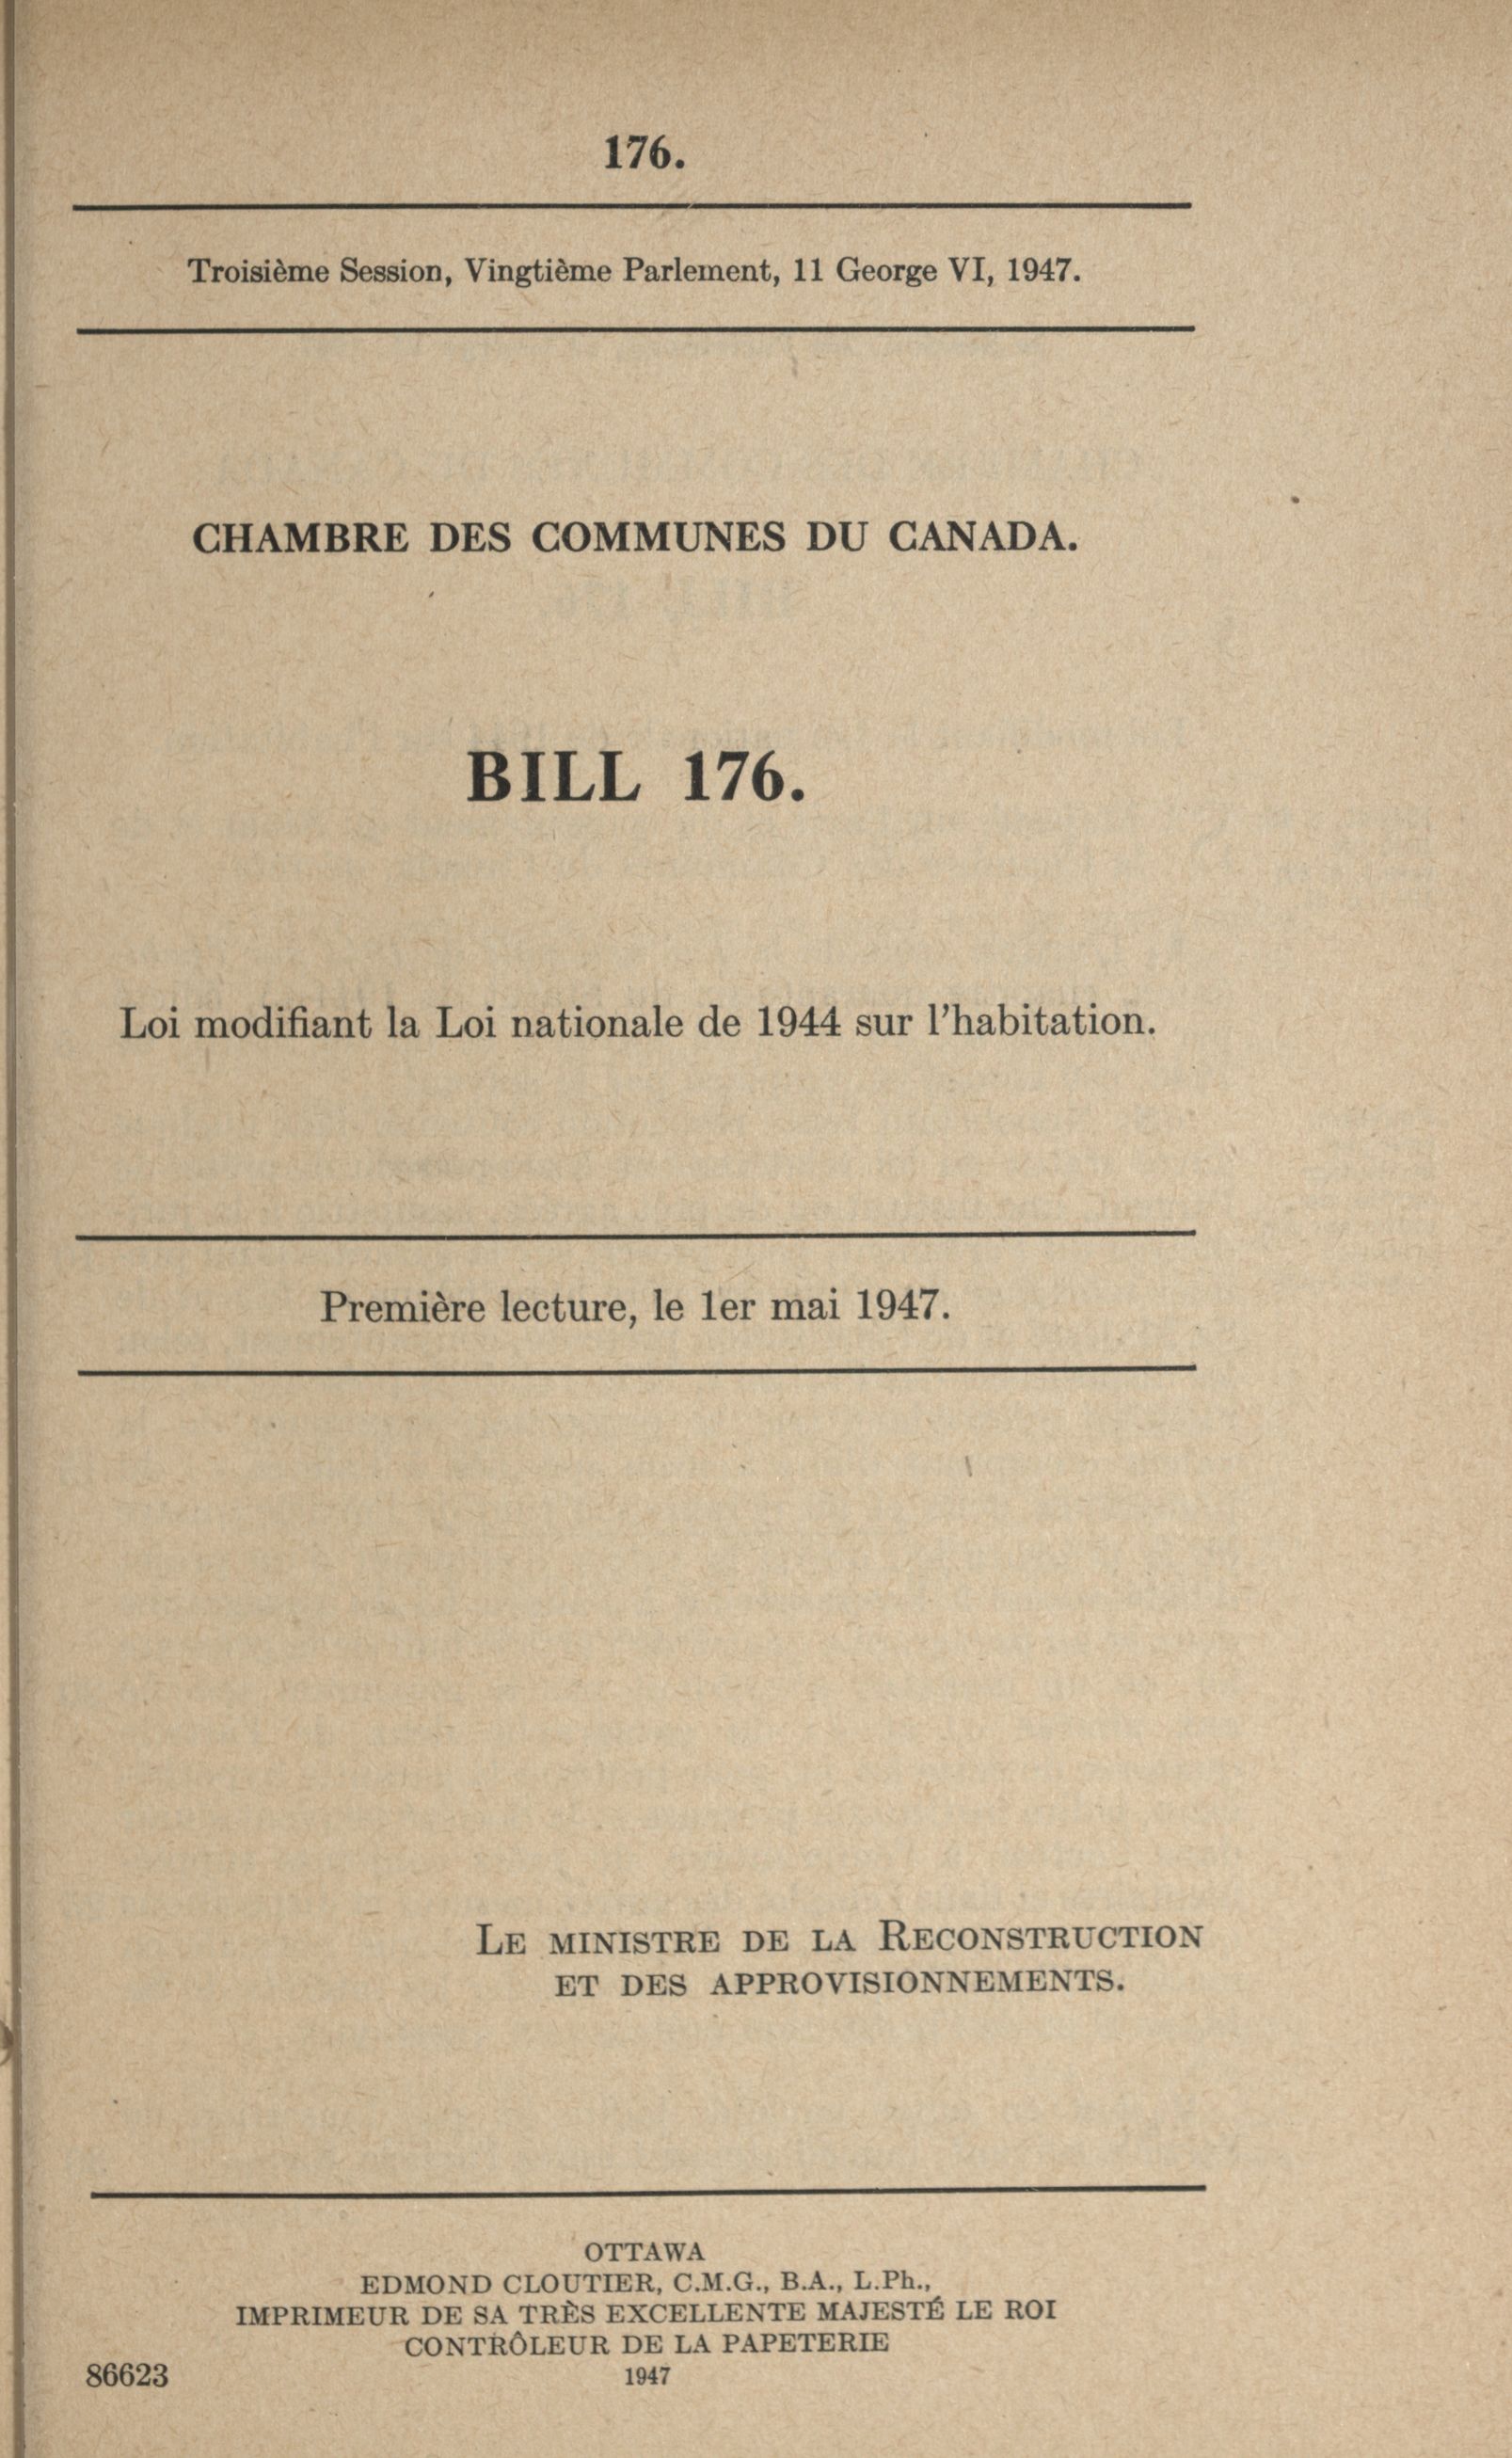 176.
Troisième Session, Vingtième Parlement, 11 George VI, 1947.
CHAMBRE DES COMMUNES DU CANADA.
BILL 176.
Loi modifiant la Loi nationale de 1944 sur l'habitation.
Première lecture, le 1er mai 1947.
LE MINISTRE DE LA RECONSTRUCTION
ET DES APPROVISIONNEMENTS.
OTTAWA
EDMOND CLOUTIER, C.M.G., B.A., L.Ph.,
IMPRIMEUR DE SA TRÈS EXCELLENTE MAJESTÉ LE ROI
CONTRÔLEUR DE LA PAPETERIE
86623 1947